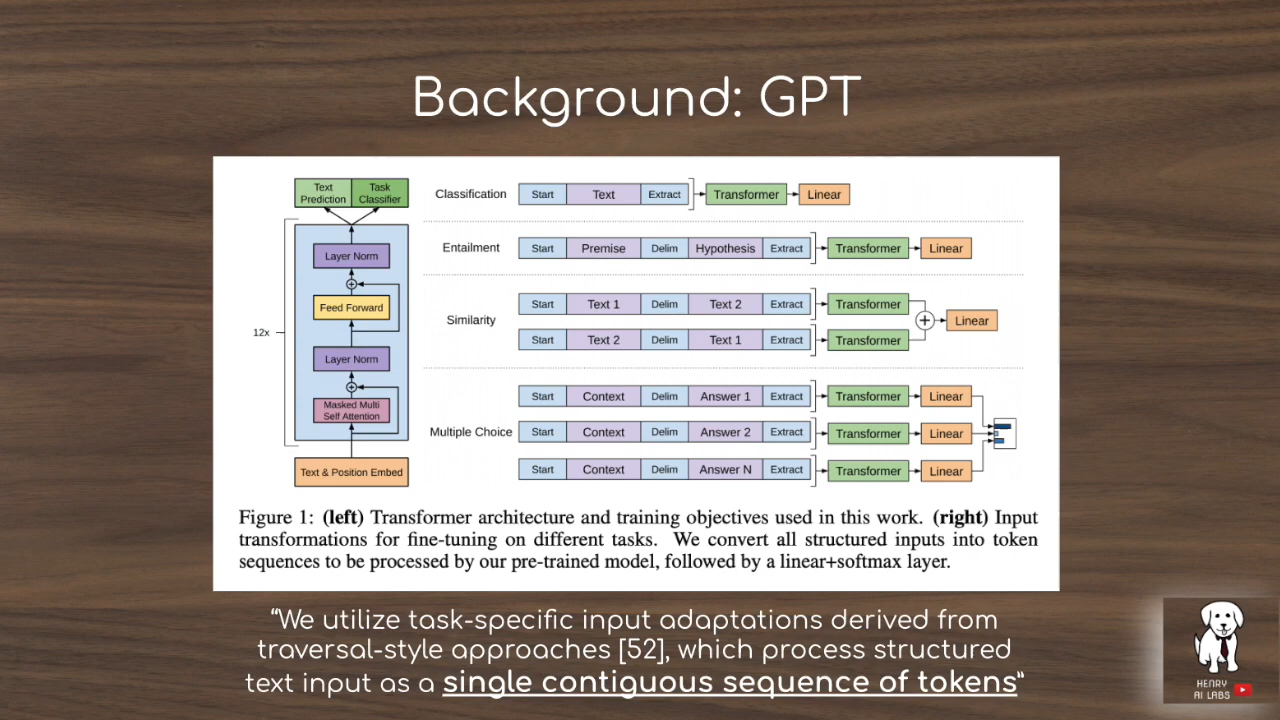 Background: GPT
Text Prediction
Task Classifier
12x
Layer Norm
Feed Forward
Layer Norm
Masked Multi Self Attention
Text & Position Embed
Classification Start Text Extract Transformer Linear
Entailment Start Premise Delim Hypothesis Extract Transformer Linear
Similarity
Start Text 1 Delim Text 2 Extract Transformer
Start Text 2 Delim Text 1 Extract Transformer
+ Linear
Multiple Choice
Start Context Delim Answer 1 Extract Transformer Linear
Start Context Delim Answer 2 Extract Transformer Linear
Start Context Delim Answer N Extract Transformer Linear
Figure 1: (left) Transformer architecture and training objectives used in this work. (right) Input
transformations for fine-tuning on different tasks. We convert all structured inputs into token
sequences to be processed by our pre-trained model, followed by a linear+softmax layer.
“We utilize task-specific input adaptations derived from
traversal-style approaches [52], which process structured
text input as a single contiguous sequence of tokens”
HENRY
AI LABS